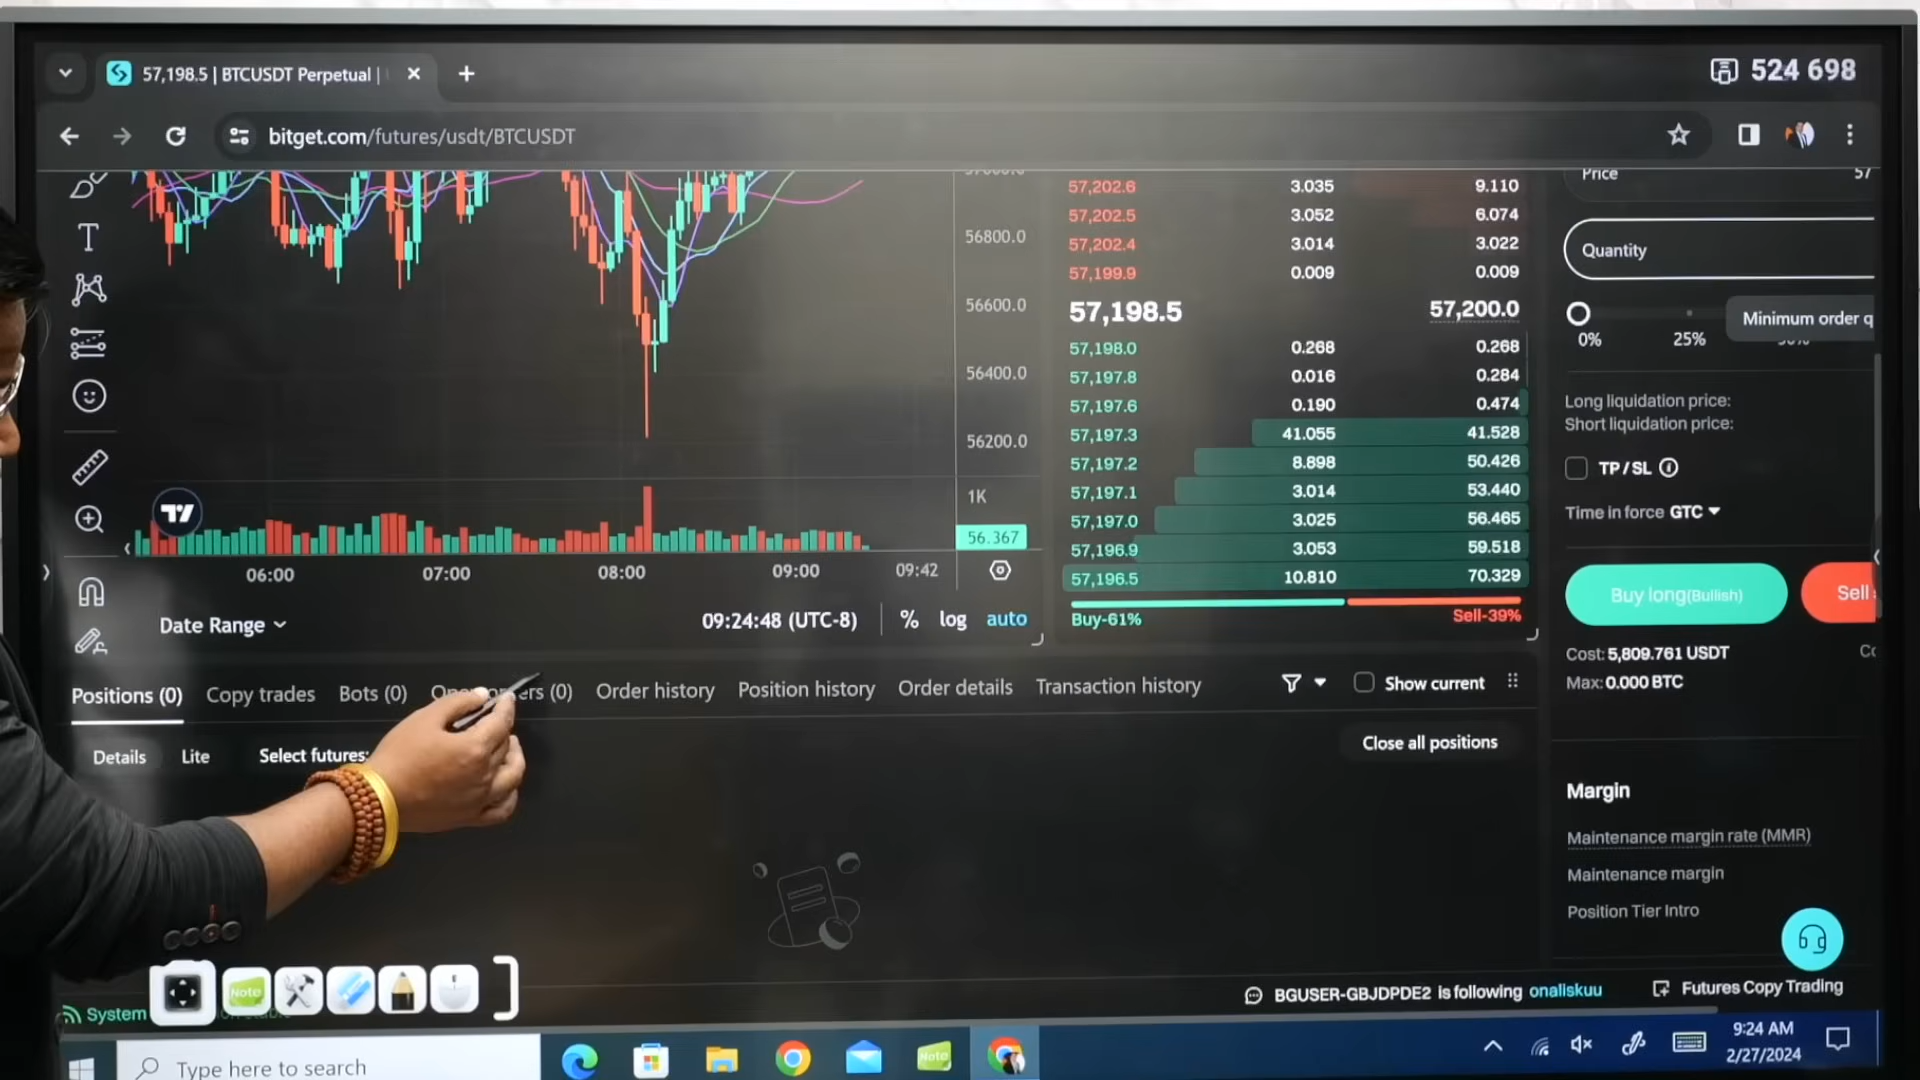 57,198.5 | BTCUSDT Perpetual |
524 698
bitget.com/futures/usdt/BTCUSDT
56800.0
56600.0
56400.0
56200.0
1K
56.367
06:00 07:00 08:00 09:00 09:42
Date Range
09:24:48 (UTC-8) % log auto
57,202.6 3.035 9.110
57,202.5 3.052 6.074
57,202.4 3.014 3.022
57,199.9 0.009 0.009
57,198.5 57,200.0
57,198.0 0.268 0.268
57,197.8 0.016 0.284
57,197.6 0.190 0.474
57,197.3 41.055 41.528
57,197.2 8.898 50.426
57,197.1 3.014 53.440
57,197.0 3.025 56.465
57,196.9 3.053 59.518
57,196.5 10.810 70.329
Buy-61% Sell-39%
Price 57
Quantity
Minimum order q
0% 25%
Long liquidation price:
Short liquidation price:
TP / SL
Time in force GTC
Buy long(Bullish) Sell
Cost: 5,809.761 USDT
Max: 0.000 BTC
Positions (0) Copy trades Bots (0) (0) Order history Position history Order details Transaction history Show current
Details Lite Select futures:
Close all positions
Margin
Maintenance margin rate (MMR)
Maintenance margin
Position Tier Intro
Note
System
BGUSER-GBJDPDE2 is following onaliskuu
Futures Copy Trading
Type here to search
Note
9:24 AM
2/27/2024